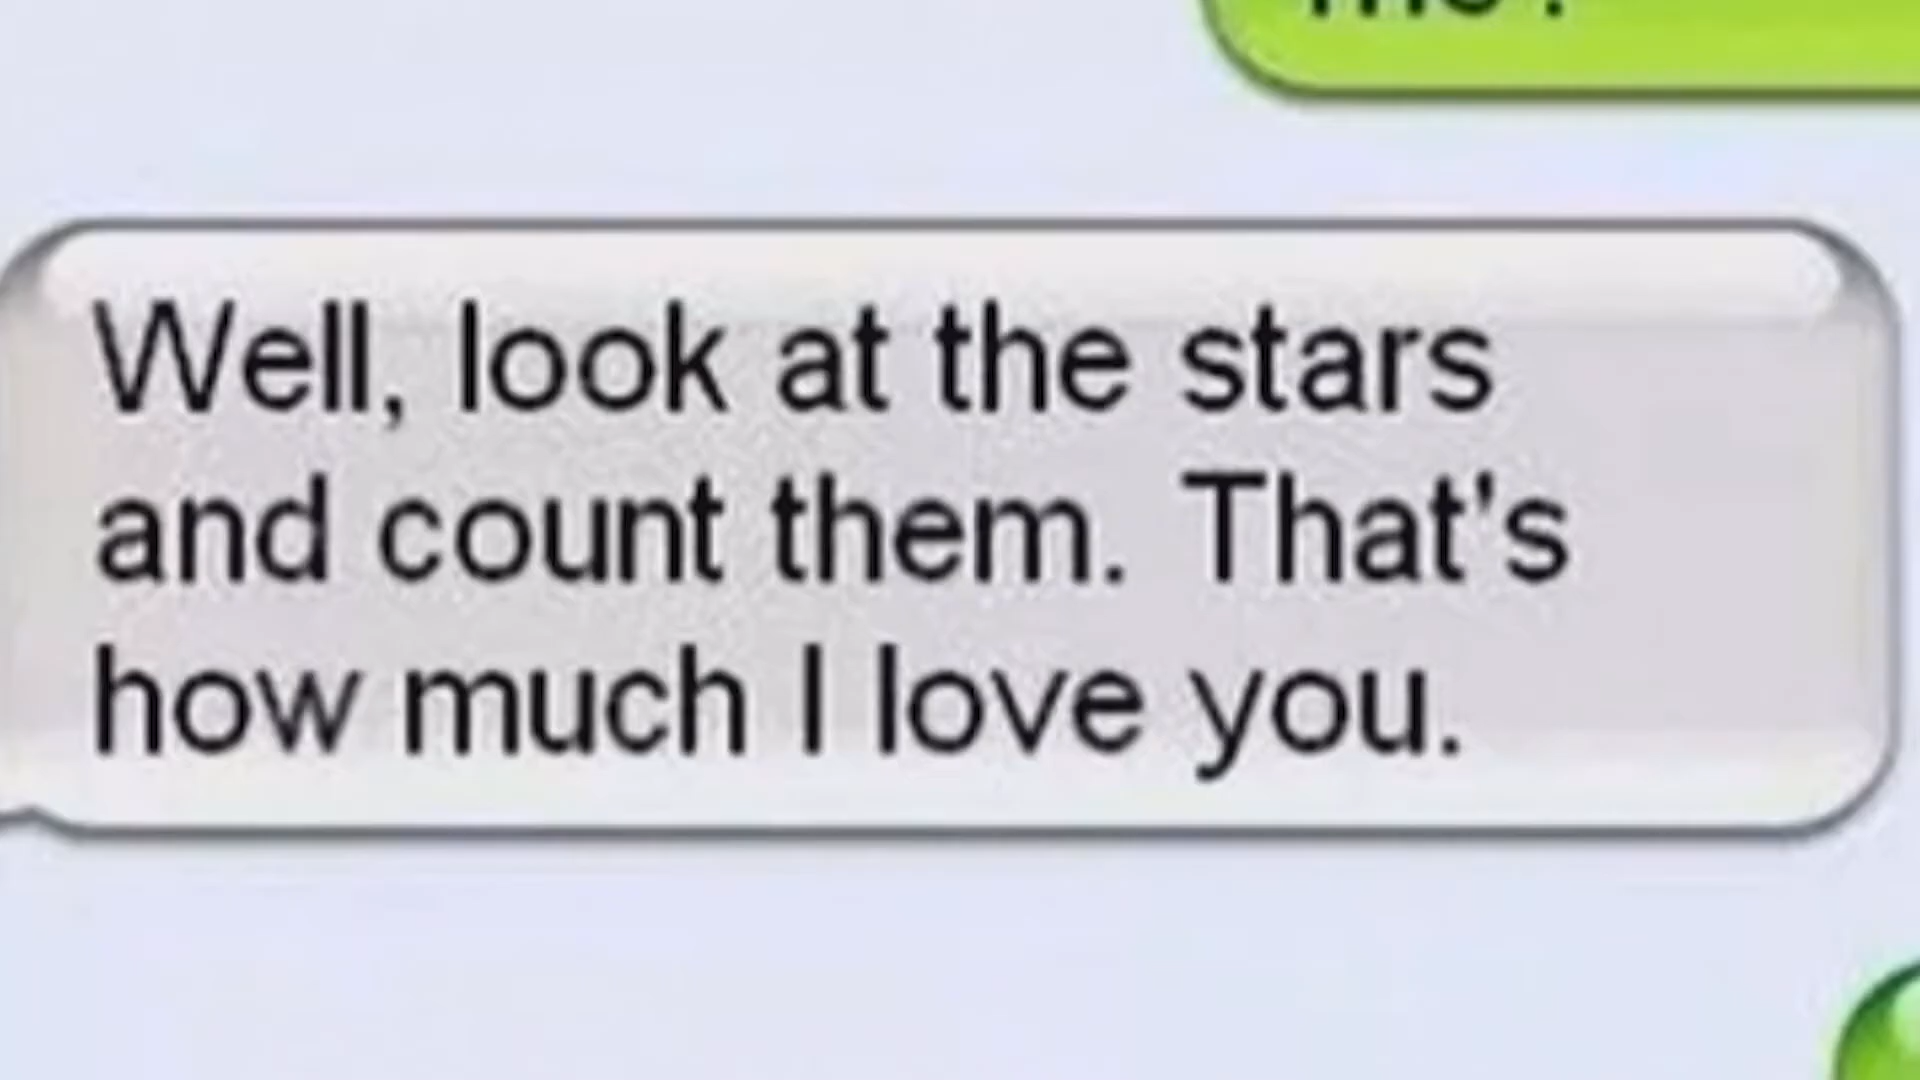 Well, look at the stars
and count them. That's
how much I love you.